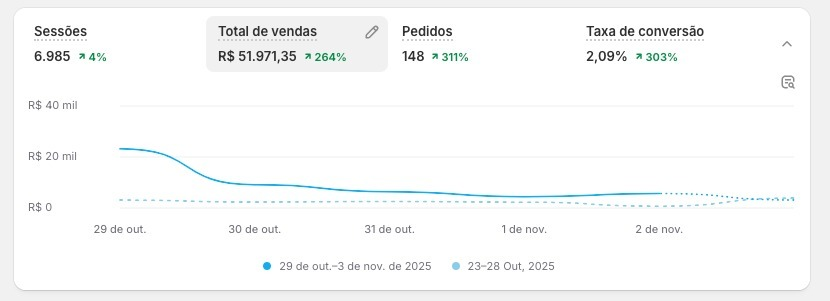 Sessões Total de vendas Pedidos Taxa de conversão
6.985 4% R$ 51.971,35 264% 148 311% 2,09% 303%
R$ 40 mil
R$ 20 mil
R$ 0
29 de out. 30 de out. 31 de out. 1 de nov. 2 de nov.
29 de out.–3 de nov. de 2025 23–28 Out, 2025